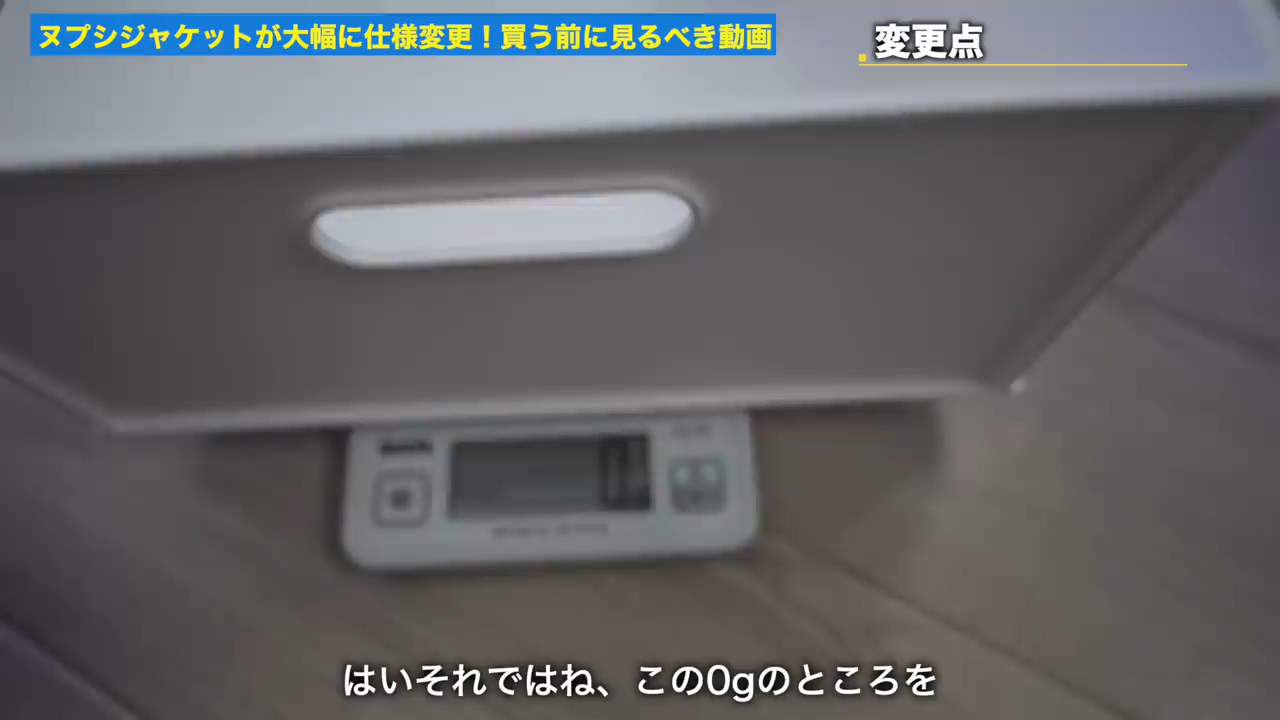 ヌプシジャケットが大幅に仕様変更！買う前に見るべき動画
変更点
はいそれではね、この0gのところを